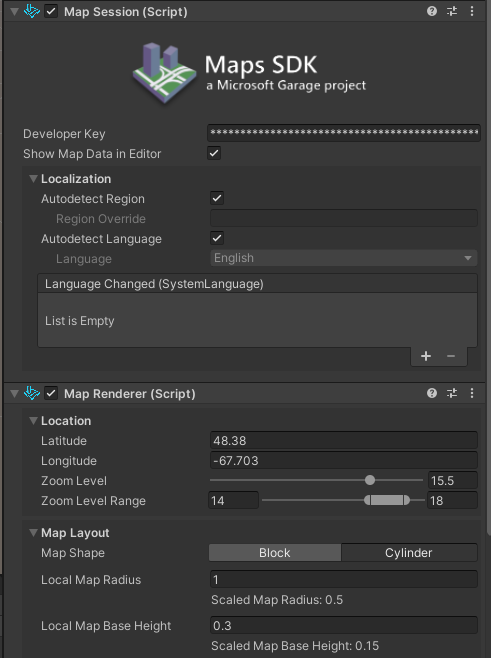 Map Session (Script)
Maps SDK
a Microsoft Garage project
Developer Key
*********************************************
Show Map Data in Editor
Localization
Autodetect Region
Region Override
Autodetect Language
Language English
Language Changed (SystemLanguage)
List is Empty
+ −
Map Renderer (Script)
Location
Latitude 48.38
Longitude -67.703
Zoom Level 15.5
Zoom Level Range 14 18
Map Layout
Map Shape Block Cylinder
Local Map Radius 1
Scaled Map Radius: 0.5
Local Map Base Height 0.3
Scaled Map Base Height: 0.15